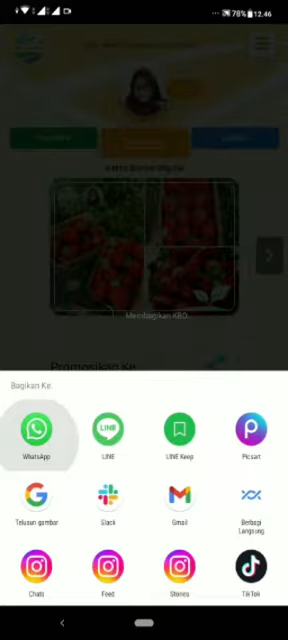 78% 12.46
Membagikan KBD...
Promosikan Ke
Bagikan Ke.
WhatsApp LINE LINE Keep Picsart
Telusuri gambar Slack Gmail Berbagi Langsung
Chats Feed Stories TikTok